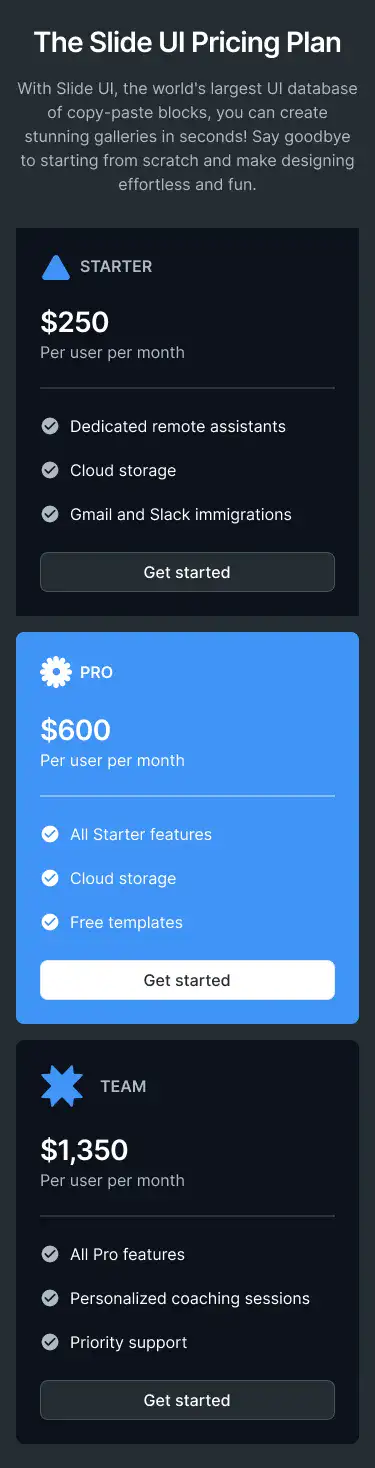 The Slide UI Pricing Plan
With Slide UI, the world's largest UI database
of copy-paste blocks, you can create
stunning galleries in seconds! Say goodbye
to starting from scratch and make designing
effortless and fun.
STARTER
$250
Per user per month
Dedicated remote assistants
Cloud storage
Gmail and Slack immigrations
Get started
PRO
$600
Per user per month
All Starter features
Cloud storage
Free templates
Get started
TEAM
$1,350
Per user per month
All Pro features
Personalized coaching sessions
Priority support
Get started